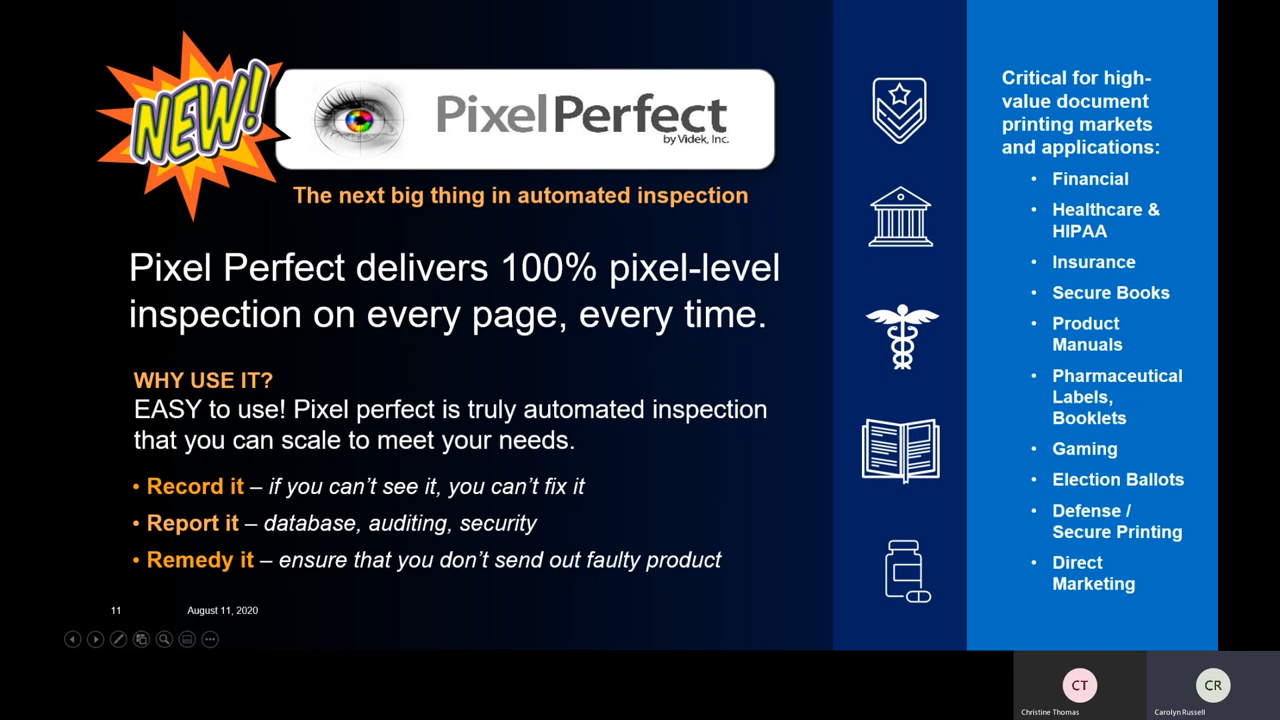 NEW!
PixelPerfect
by Videk, Inc.
The next big thing in automated inspection
Pixel Perfect delivers 100% pixel-level
inspection on every page, every time.
WHY USE IT?
EASY to use! Pixel perfect is truly automated inspection
that you can scale to meet your needs.
• Record it – if you can’t see it, you can’t fix it
• Report it – database, auditing, security
• Remedy it – ensure that you don’t send out faulty product
11 August 11, 2020
Critical for high-
value document
printing markets
and applications:
• Financial
• Healthcare &
HIPAA
• Insurance
• Secure Books
• Product
Manuals
• Pharmaceutical
Labels,
Booklets
• Gaming
• Election Ballots
• Defense /
Secure Printing
• Direct
Marketing
CT
Christine Thomas
CR
Carolyn Russell